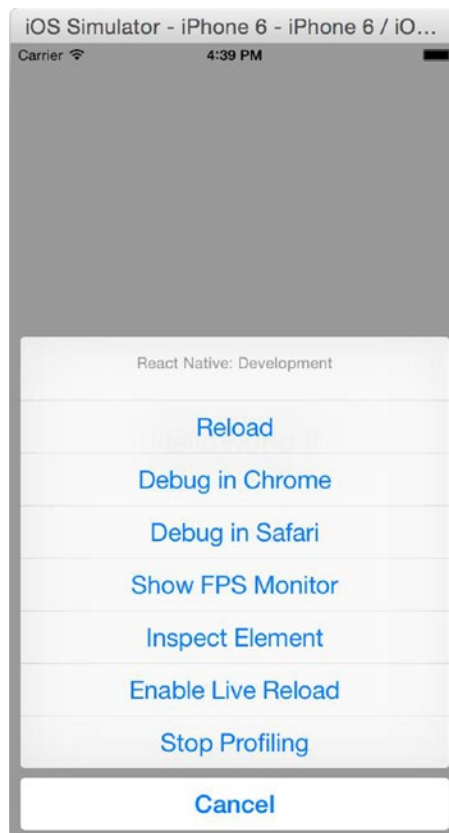 iOS Simulator - iPhone 6 - iPhone 6 / iO...
Carrier 4:39 PM
React Native: Development
Reload
Debug in Chrome
Debug in Safari
Show FPS Monitor
Inspect Element
Enable Live Reload
Stop Profiling
Cancel